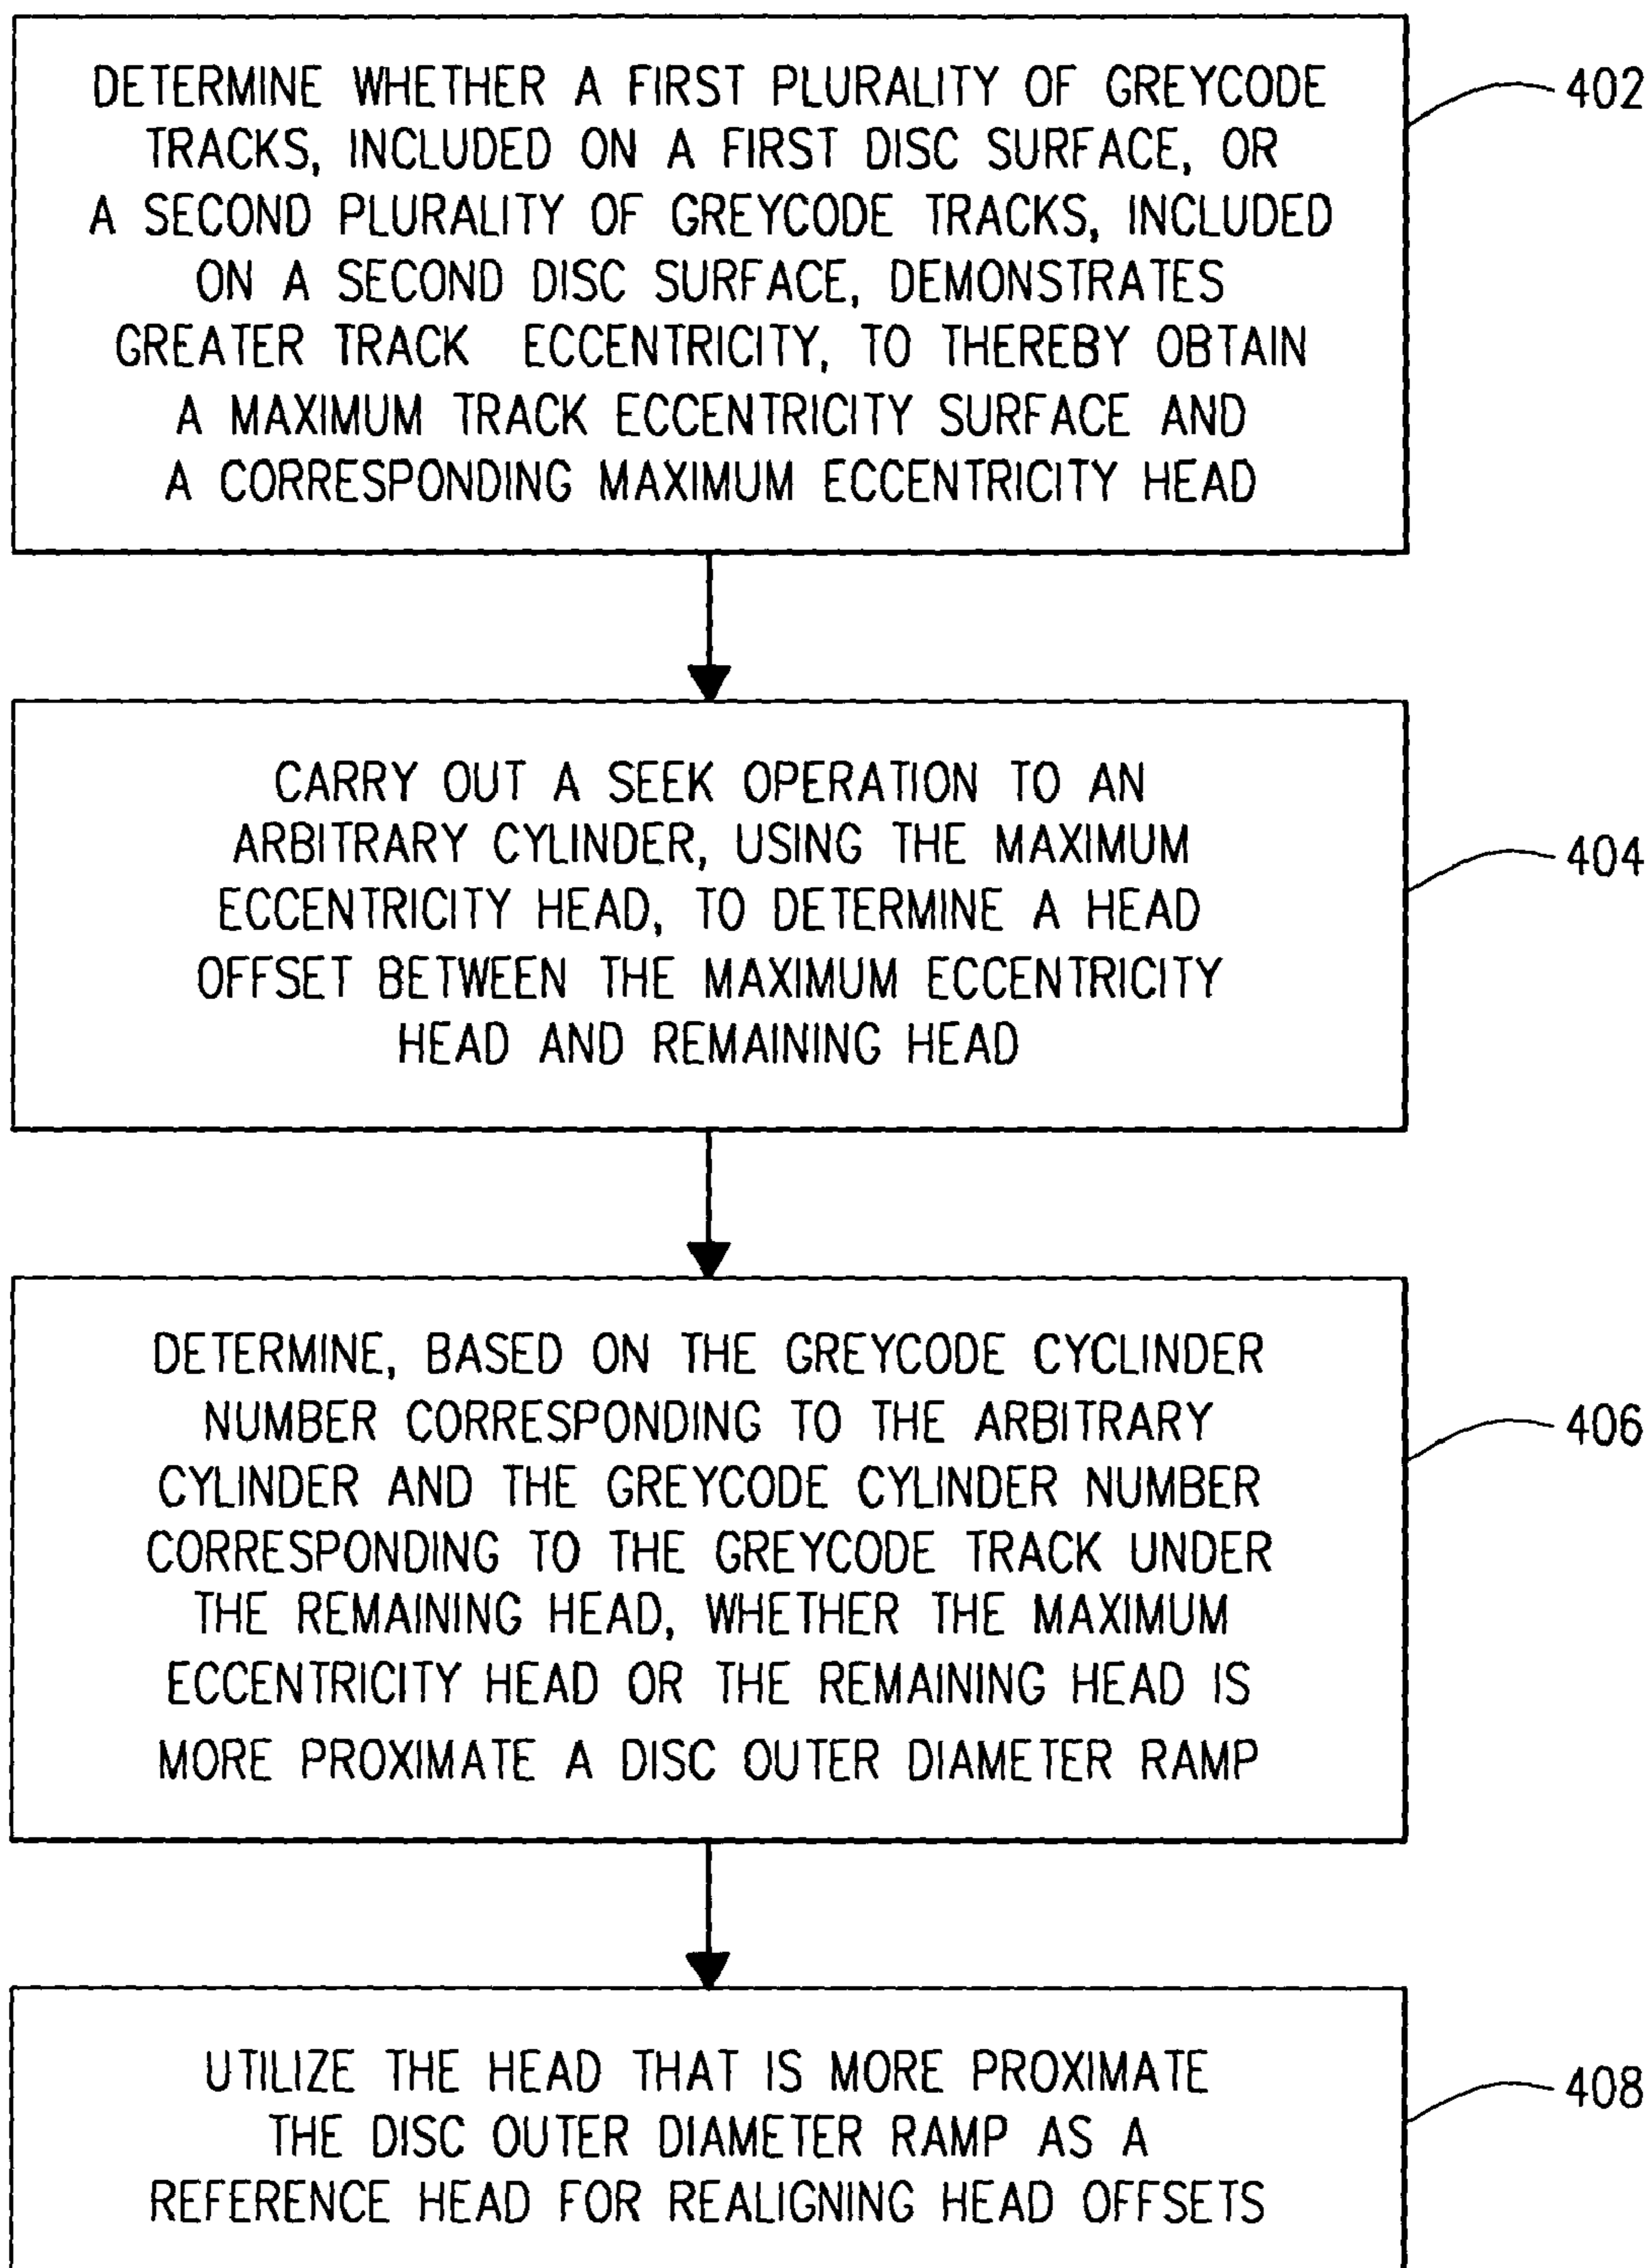 DETERMINE WHETHER A FIRST PLURALITY OF GREYCODE
TRACKS, INCLUDED ON A FIRST DISC SURFACE, OR
A SECOND PLURALITY OF GREYCODE TRACKS, INCLUDED
ON A SECOND DISC SURFACE, DEMONSTRATES
GREATER TRACK ECCENTRICITY, TO THEREBY OBTAIN
A MAXIMUM TRACK ECCENTRICITY SURFACE AND
A CORRESPONDING MAXIMUM ECCENTRICITY HEAD
402
CARRY OUT A SEEK OPERATION TO AN
ARBITRARY CYLINDER, USING THE MAXIMUM
ECCENTRICITY HEAD, TO DETERMINE A HEAD
OFFSET BETWEEN THE MAXIMUM ECCENTRICITY
HEAD AND REMAINING HEAD
404
DETERMINE, BASED ON THE GREYCODE CYCLINDER
NUMBER CORRESPONDING TO THE ARBITRARY
CYLINDER AND THE GREYCODE CYLINDER NUMBER
CORRESPONDING TO THE GREYCODE TRACK UNDER
THE REMAINING HEAD, WHETHER THE MAXIMUM
ECCENTRICITY HEAD OR THE REMAINING HEAD IS
MORE PROXIMATE A DISC OUTER DIAMETER RAMP
406
UTILIZE THE HEAD THAT IS MORE PROXIMATE
THE DISC OUTER DIAMETER RAMP AS A
REFERENCE HEAD FOR REALIGNING HEAD OFFSETS
408